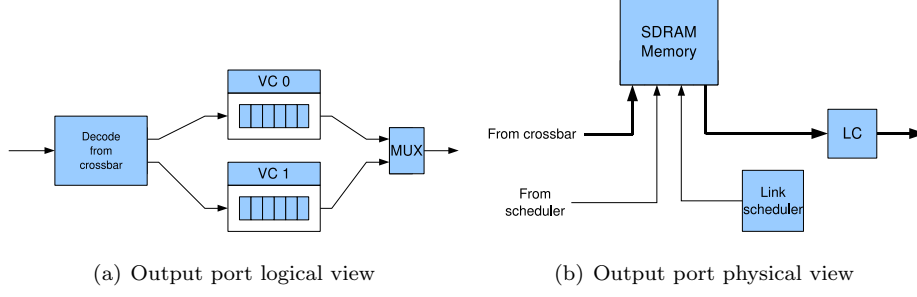 Decode
from
crossbar
VC 0
VC 1
MUX
(a) Output port logical view
SDRAM
Memory
From crossbar
LC
From
scheduler
Link
scheduler
(b) Output port physical view